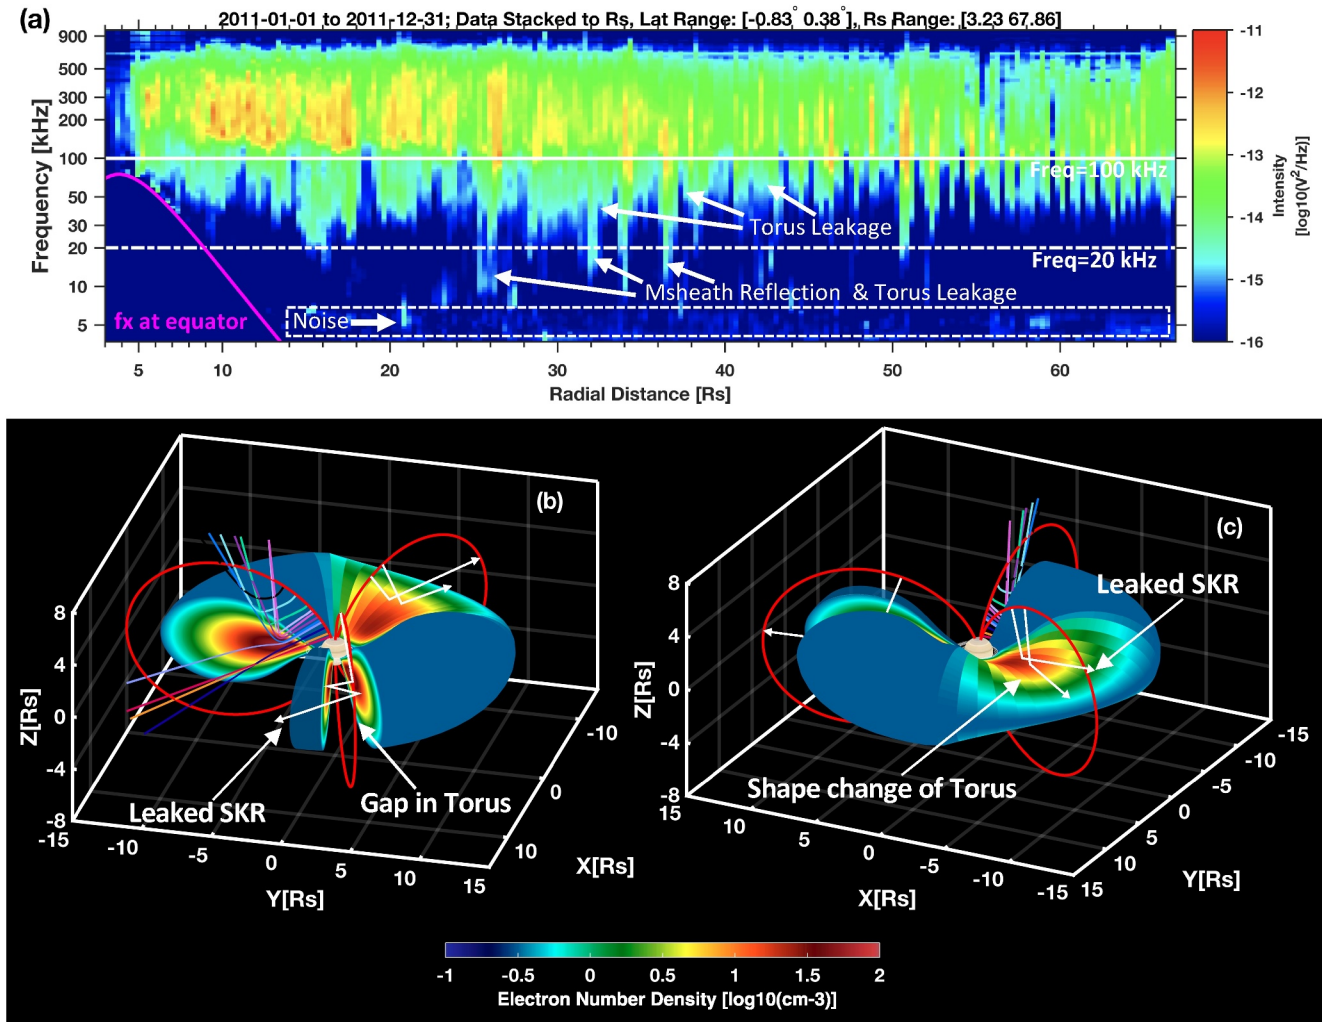 (a)
2011-01-01 to 2011-12-31; Data Stacked to Rs, Lat Range: [-0.83° 0.38°], Rs Range: [3.23 67.86]
Frequency [kHz]
900
500
300
200
100
50
30
20
10
5
Freq=100 kHz
Torus Leakage
Freq=20 kHz
Msheath Reflection & Torus Leakage
fx at equator
Noise
5
10
20
30
40
50
60
Radial Distance [Rs]
-11
-12
-13
-14
-15
-16
Intensity
[log10(V²/Hz)]
(b)
8
4
0
-4
-8
Z[Rs]
-15
-10
-5
0
5
10
15
Y[Rs]
10
0
-10
X[Rs]
Leaked SKR
Gap in Torus
(c)
Leaked SKR
Shape change of Torus
8
4
0
-4
-8
Z[Rs]
15
10
5
0
-5
-10
-15
X[Rs]
15
10
5
0
-5
-10
-15
Y[Rs]
-1
-0.5
0
0.5
1
1.5
2
Electron Number Density [log10(cm-3)]